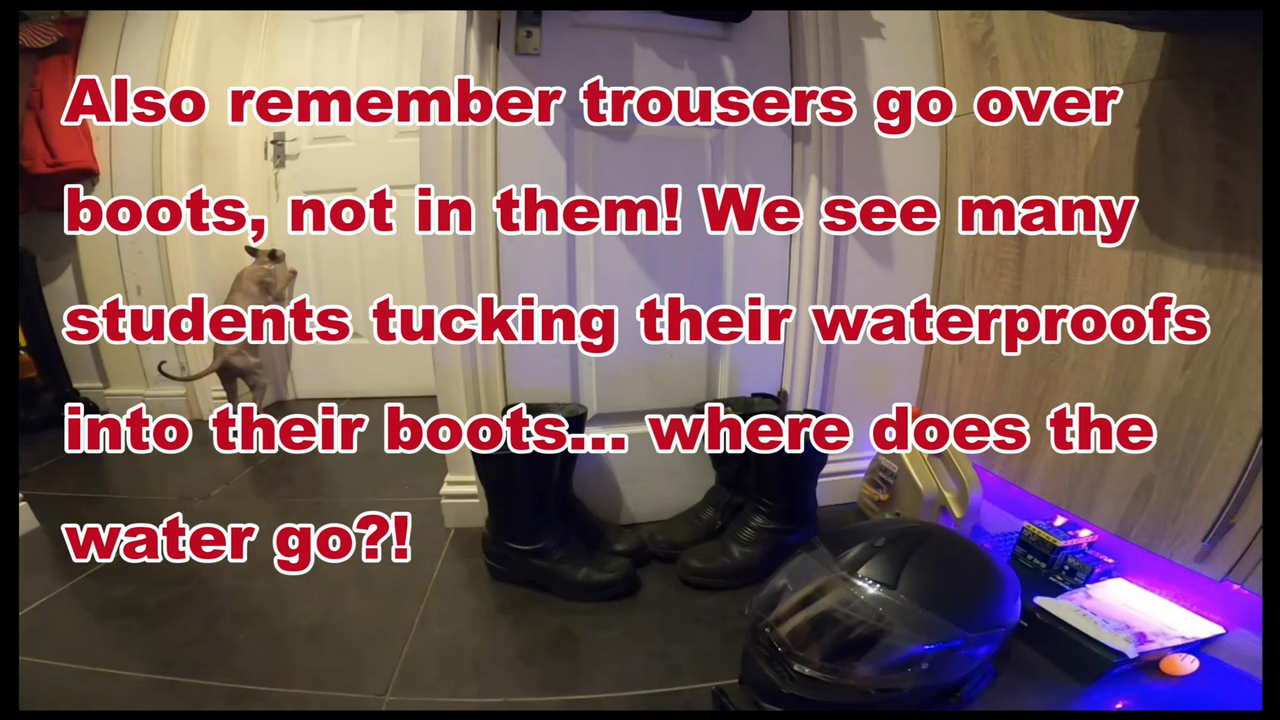 Also remember trousers go over
boots, not in them! We see many
students tucking their waterproofs
into their boots... where does the
water go?!